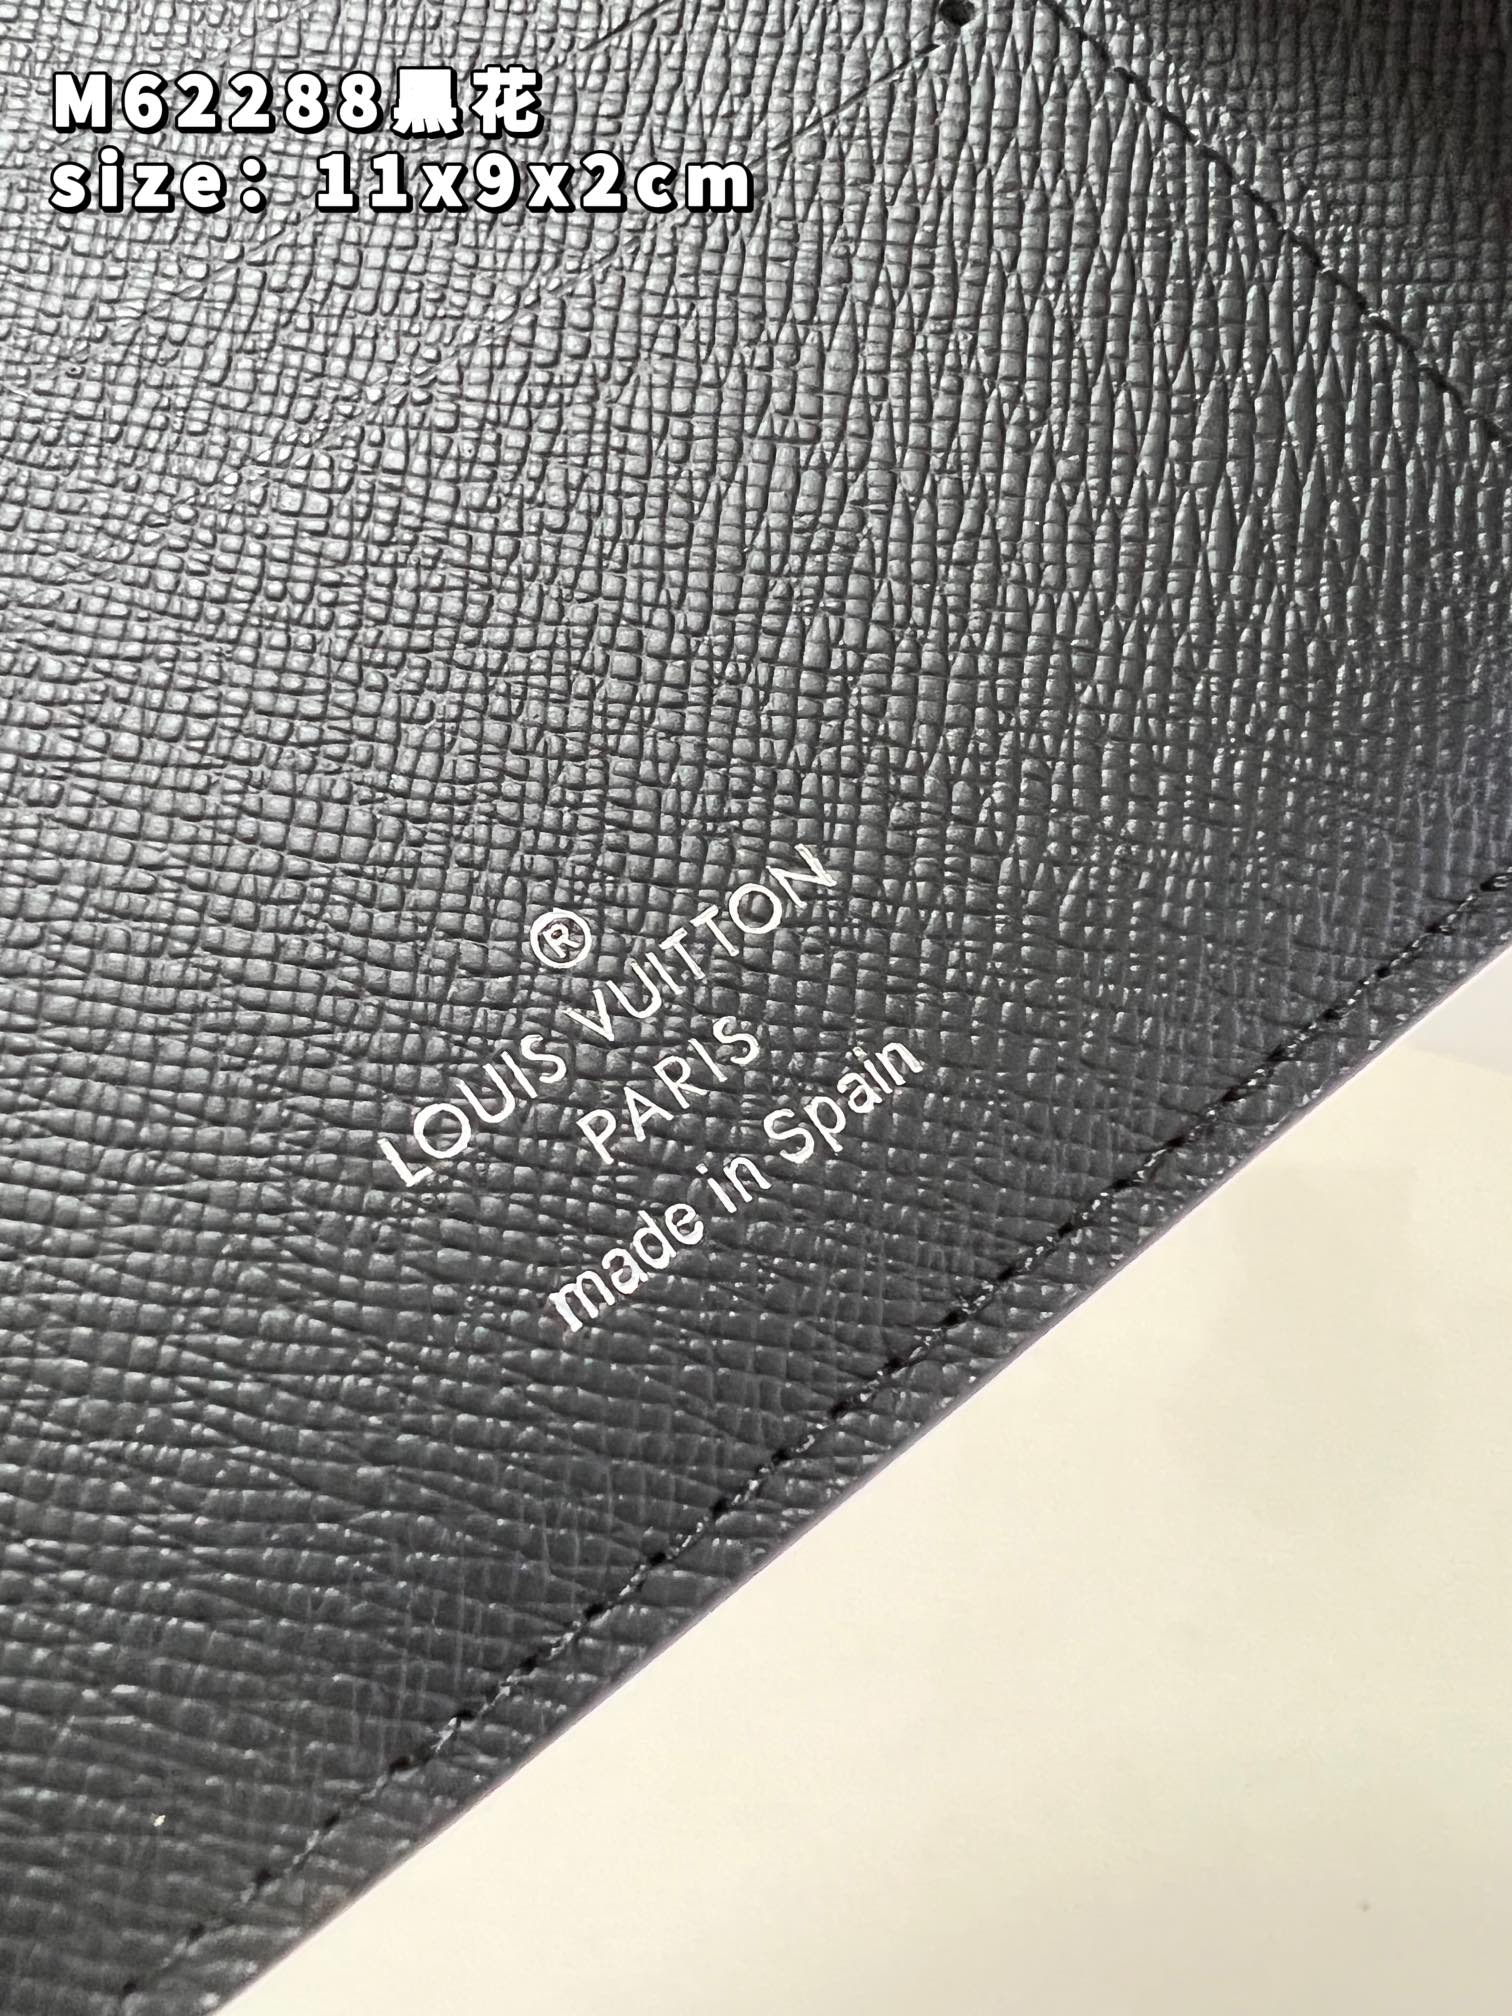 M62288黑花
size：11x9x2cm
®
LOUIS VUITTON
PARIS
made in Spain